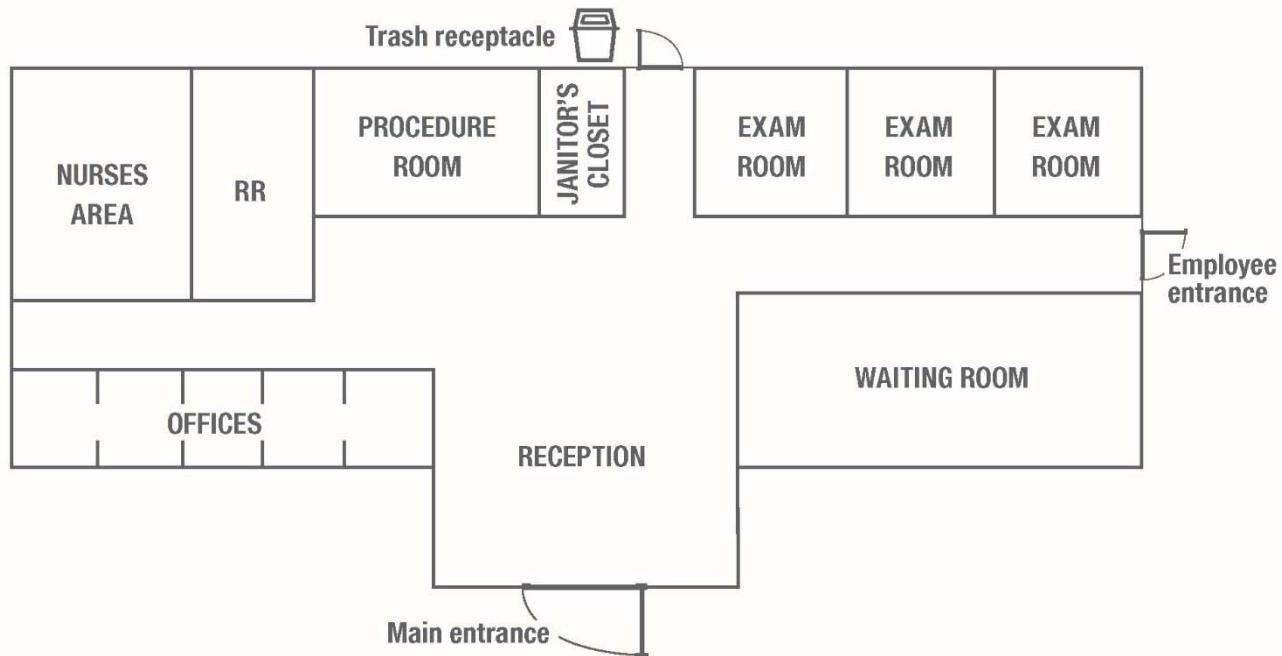 Trash receptacle
NURSES
AREA
RR
PROCEDURE
ROOM
JANITOR'S
CLOSET
EXAM
ROOM
EXAM
ROOM
EXAM
ROOM
Employee
entrance
WAITING ROOM
OFFICES
RECEPTION
Main entrance